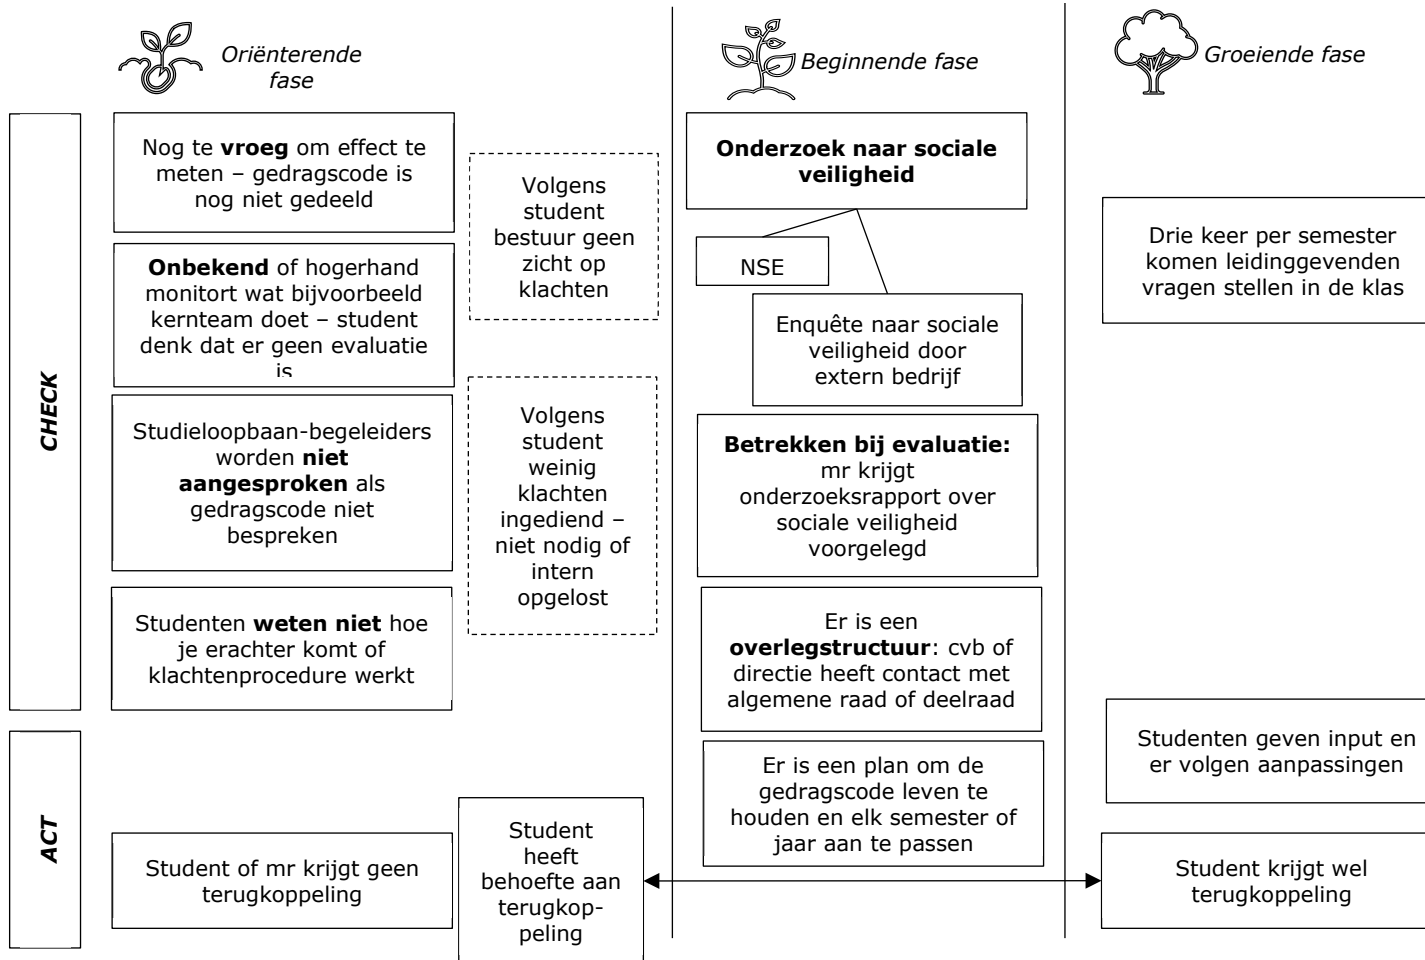 Oriënterende
fase
Beginnende fase
Groeiende fase
CHECK
Nog te vroeg om effect te
meten – gedragscode is
nog niet gedeeld
Onbekend of hogerhand
monitort wat bijvoorbeeld
kernteam doet – student
denk dat er geen evaluatie
is
Studieloopbaan-begeleiders
worden niet
aangesproken als
gedragscode niet
bespreken
Studenten weten niet hoe
je erachter komt of
klachtenprocedure werkt
Volgens
student
bestuur geen
zicht op
klachten
Volgens
student
weinig
klachten
ingediend –
niet nodig of
intern
opgelost
Onderzoek naar sociale
veiligheid
NSE
Enquête naar sociale
veiligheid door
extern bedrijf
Betrekken bij evaluatie:
mr krijgt
onderzoeksrapport over
sociale veiligheid
voorgelegd
Er is een
overlegstructuur: cvb of
directie heeft contact met
algemene raad of deelraad
Drie keer per semester
komen leidinggevenden
vragen stellen in de klas
ACT
Student of mr krijgt geen
terugkoppeling
Student
heeft
behoefte aan
terugkop-
peling
Er is een plan om de
gedragscode leven te
houden en elk semester of
jaar aan te passen
Studenten geven input en
er volgen aanpassingen
Student krijgt wel
terugkoppeling